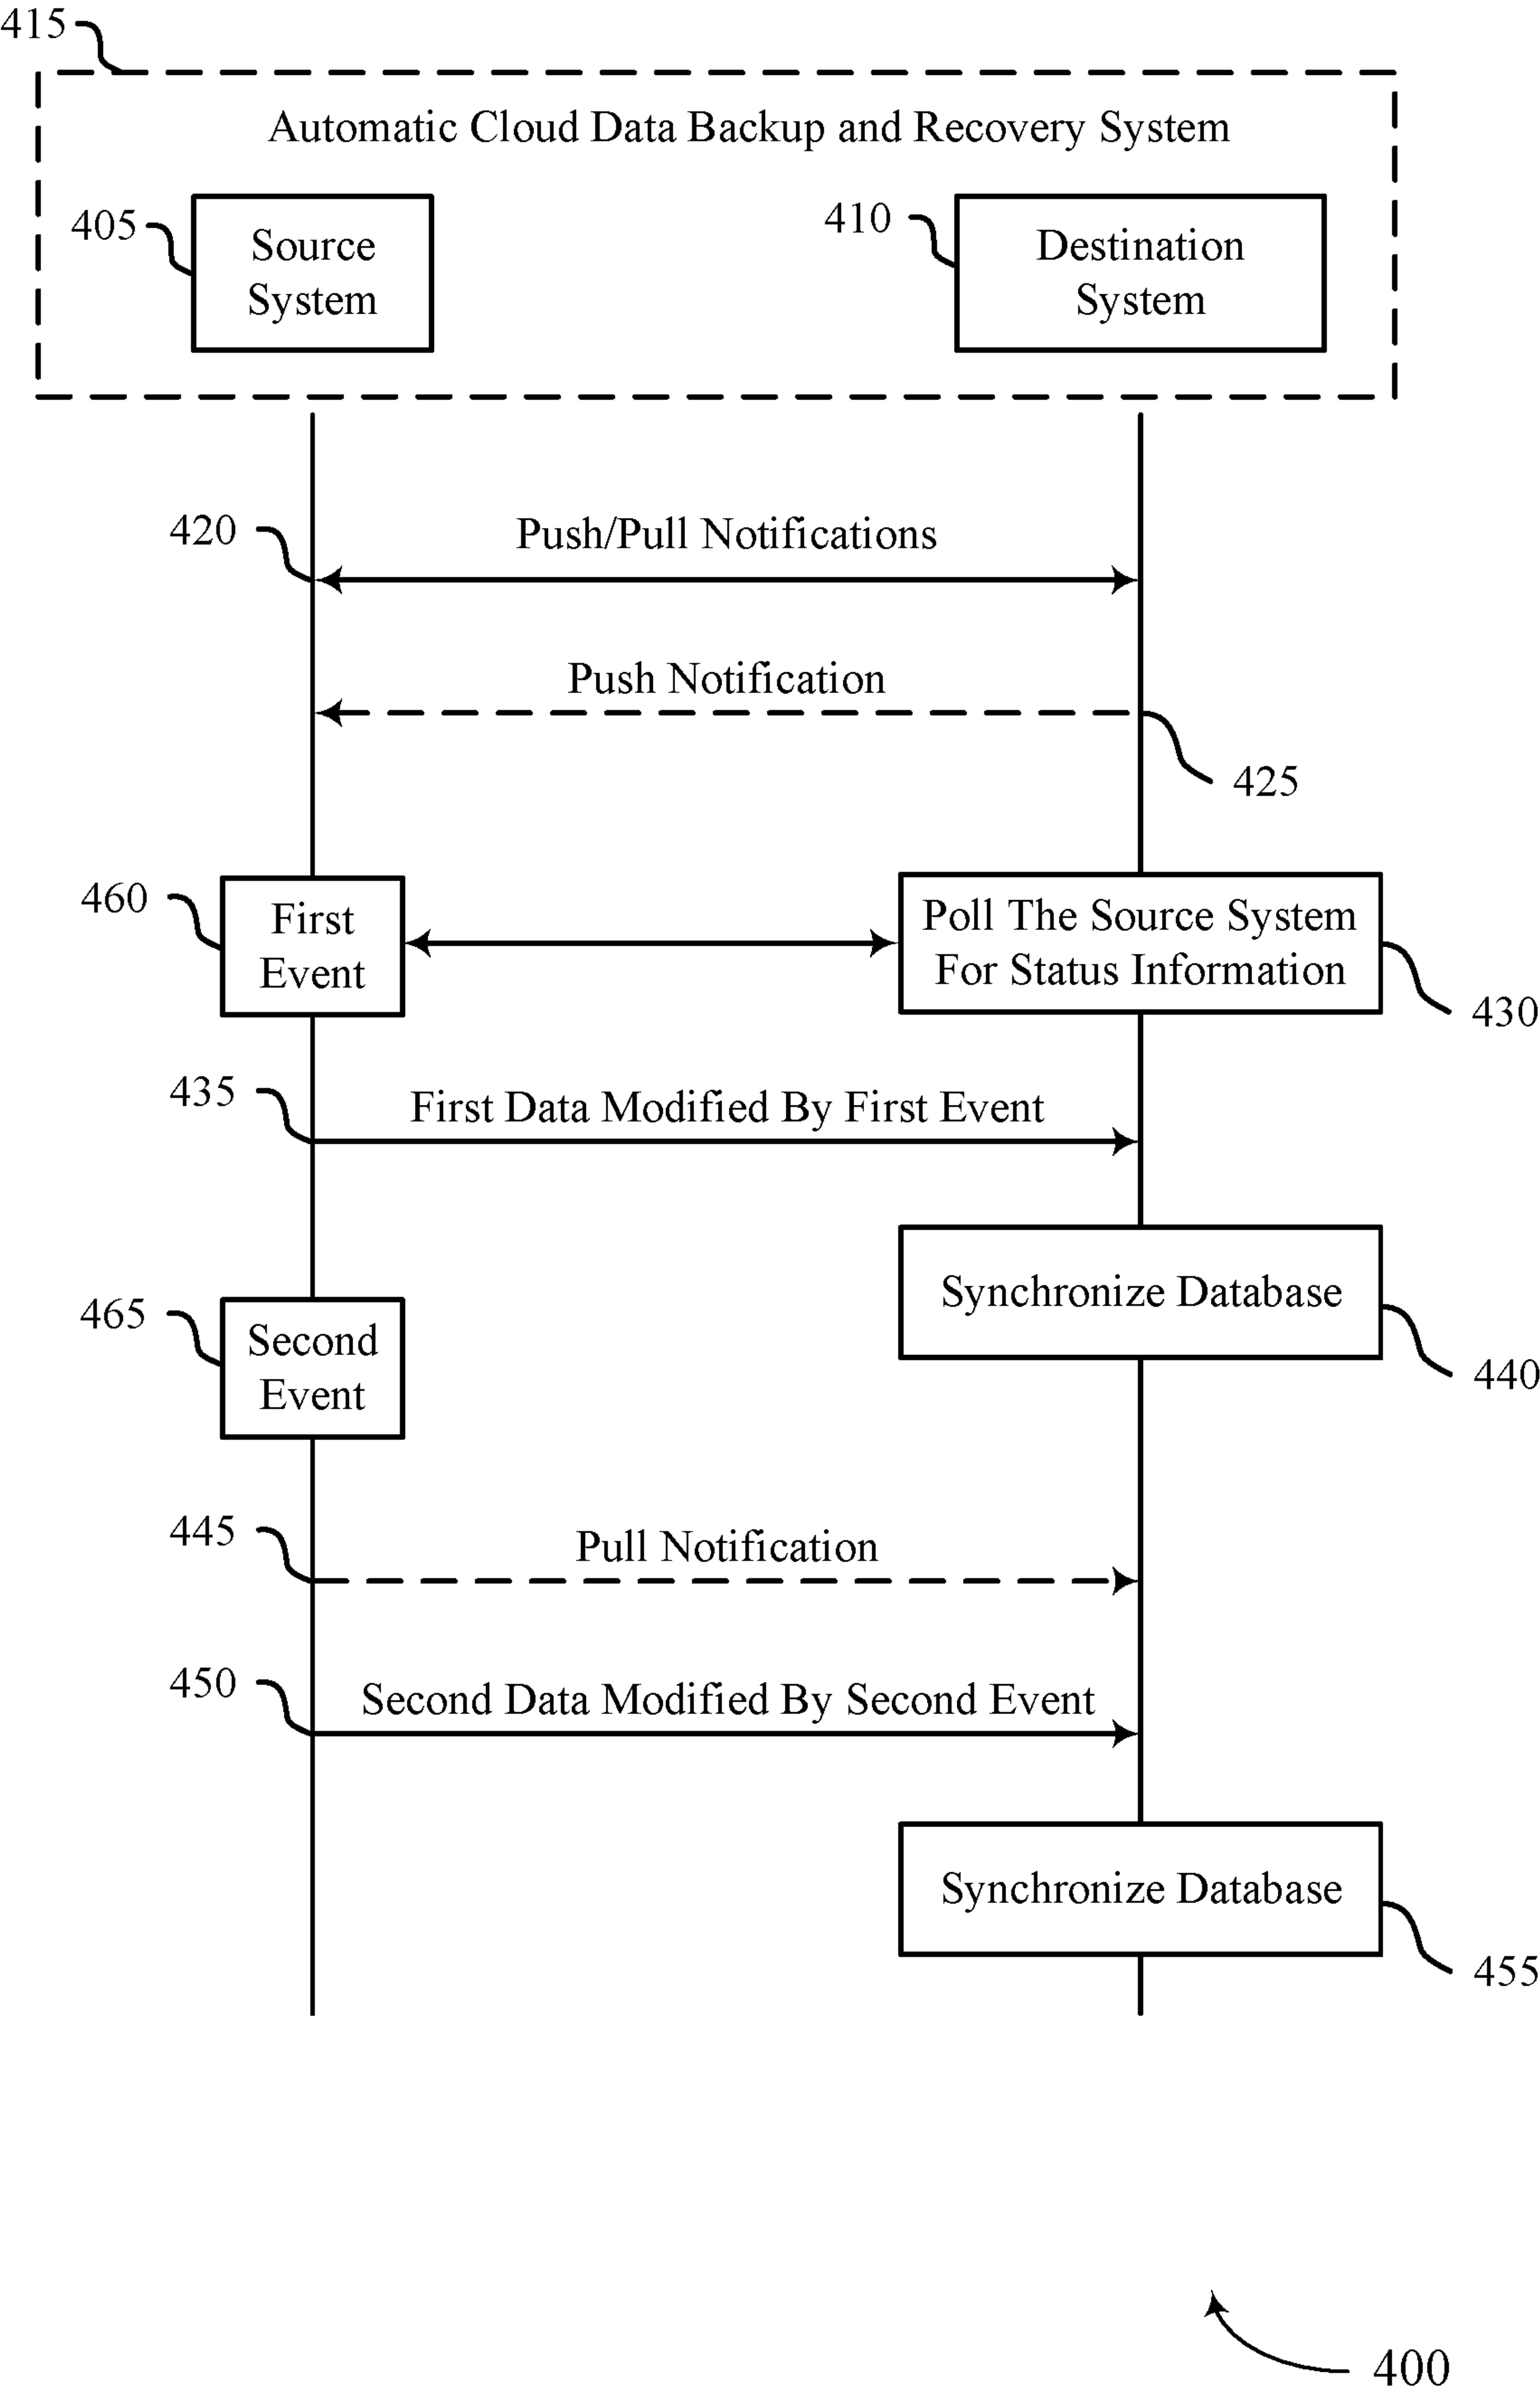 415
Automatic Cloud Data Backup and Recovery System
405
Source
System
410
Destination
System
420
Push/Pull Notifications
Push Notification
425
460
First
Event
Poll The Source System
For Status Information
430
435
First Data Modified By First Event
Synchronize Database
440
465
Second
Event
445
Pull Notification
450
Second Data Modified By Second Event
Synchronize Database
455
400